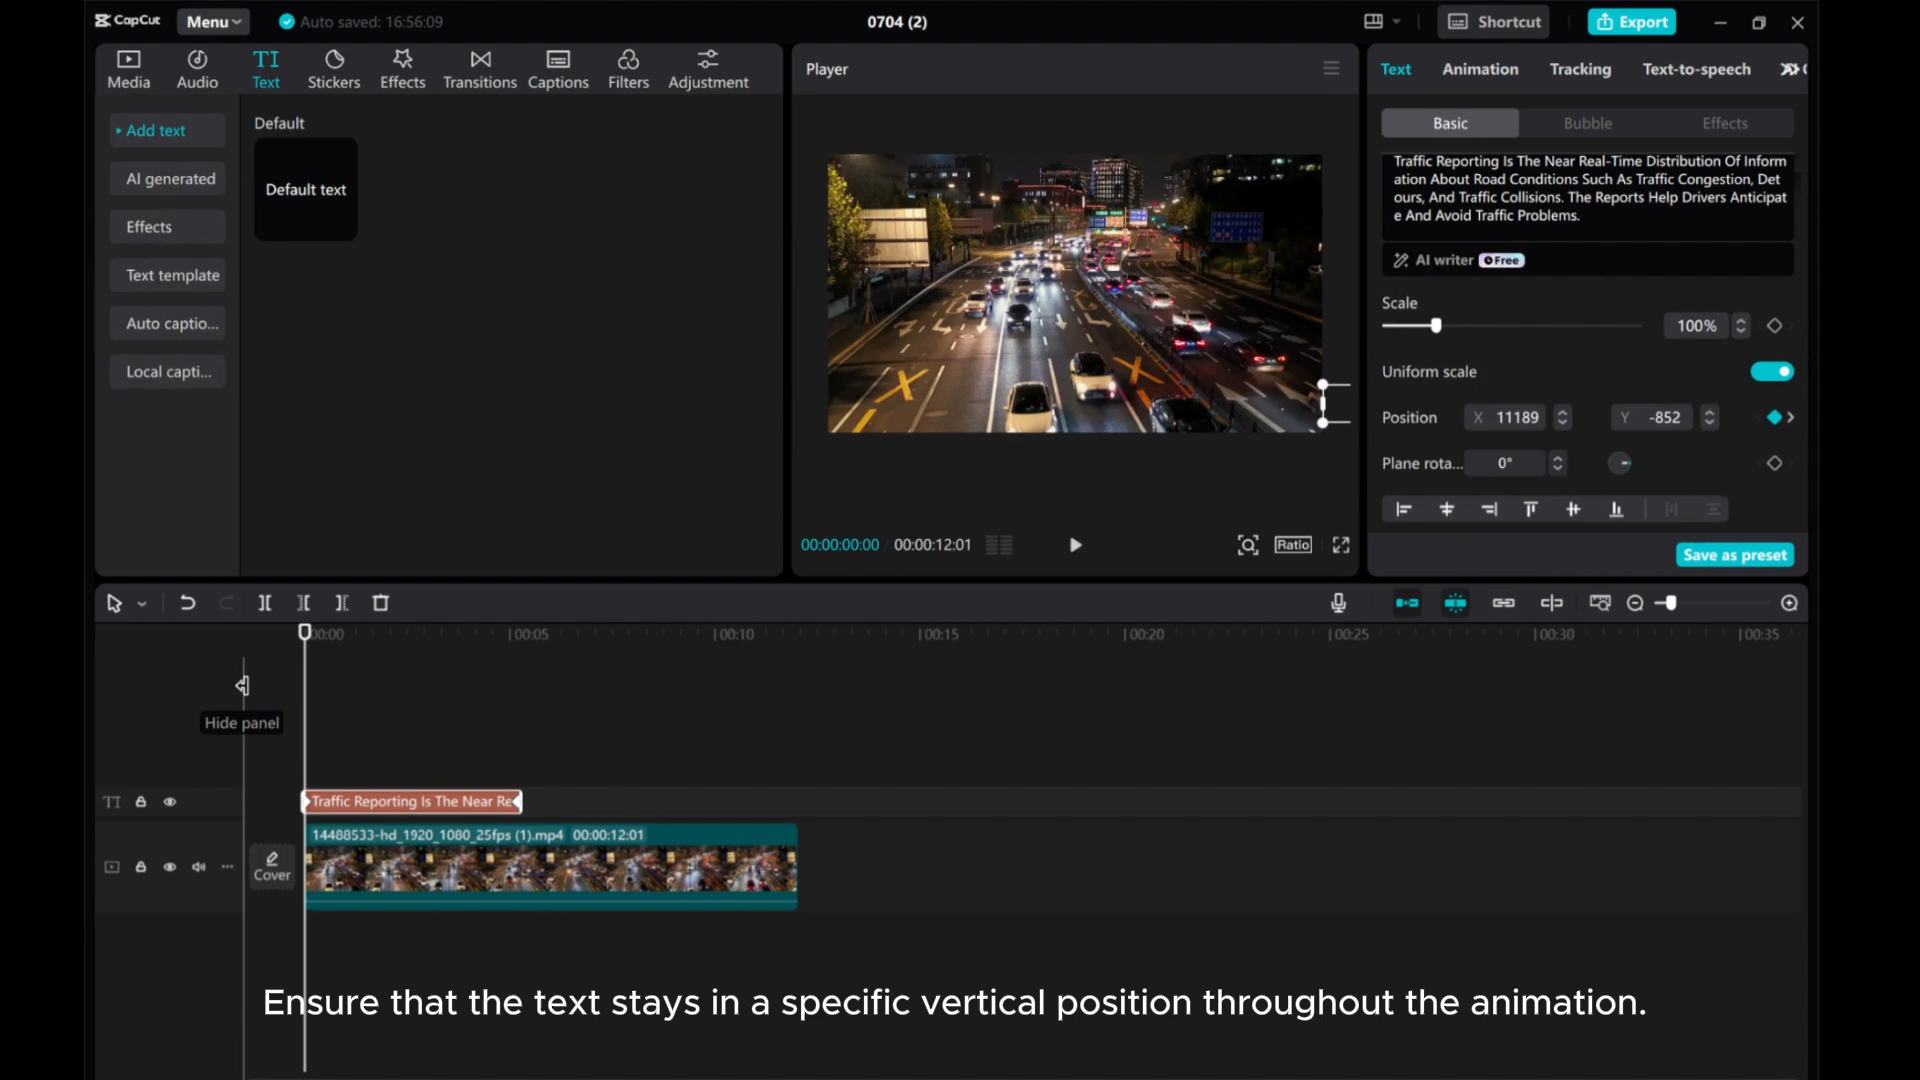 CapCut
Menu
Auto saved: 16:56:09
0704 (2)
Shortcut
Export
Media
Audio
TI
Text
Stickers
Effects
Transitions
Captions
Filters
Adjustment
Add text
AI generated
Effects
Text template
Auto captio...
Local capti...
Default
Default text
Player
00:00:00:00
00:00:12:01
Ratio
Text
Animation
Tracking
Text-to-speech
Basic
Bubble
Effects
Traffic Reporting Is The Near Real-Time Distribution Of Inform
ation About Road Conditions Such As Traffic Congestion, Det
ours, And Traffic Collisions. The Reports Help Drivers Anticipat
e And Avoid Traffic Problems.
AI writer Free
Scale
100%
Uniform scale
Position X 11189 Y -852
Plane rota... 0°
Save as preset
00:00 00:05 00:10 00:15 00:20 00:25 00:30 00:35
Hide panel
TI
Traffic Reporting Is The Near Re
14488533-hd_1920_1080_25fps (1).mp4 00:00:12:01
Cover
Ensure that the text stays in a specific vertical position throughout the animation.